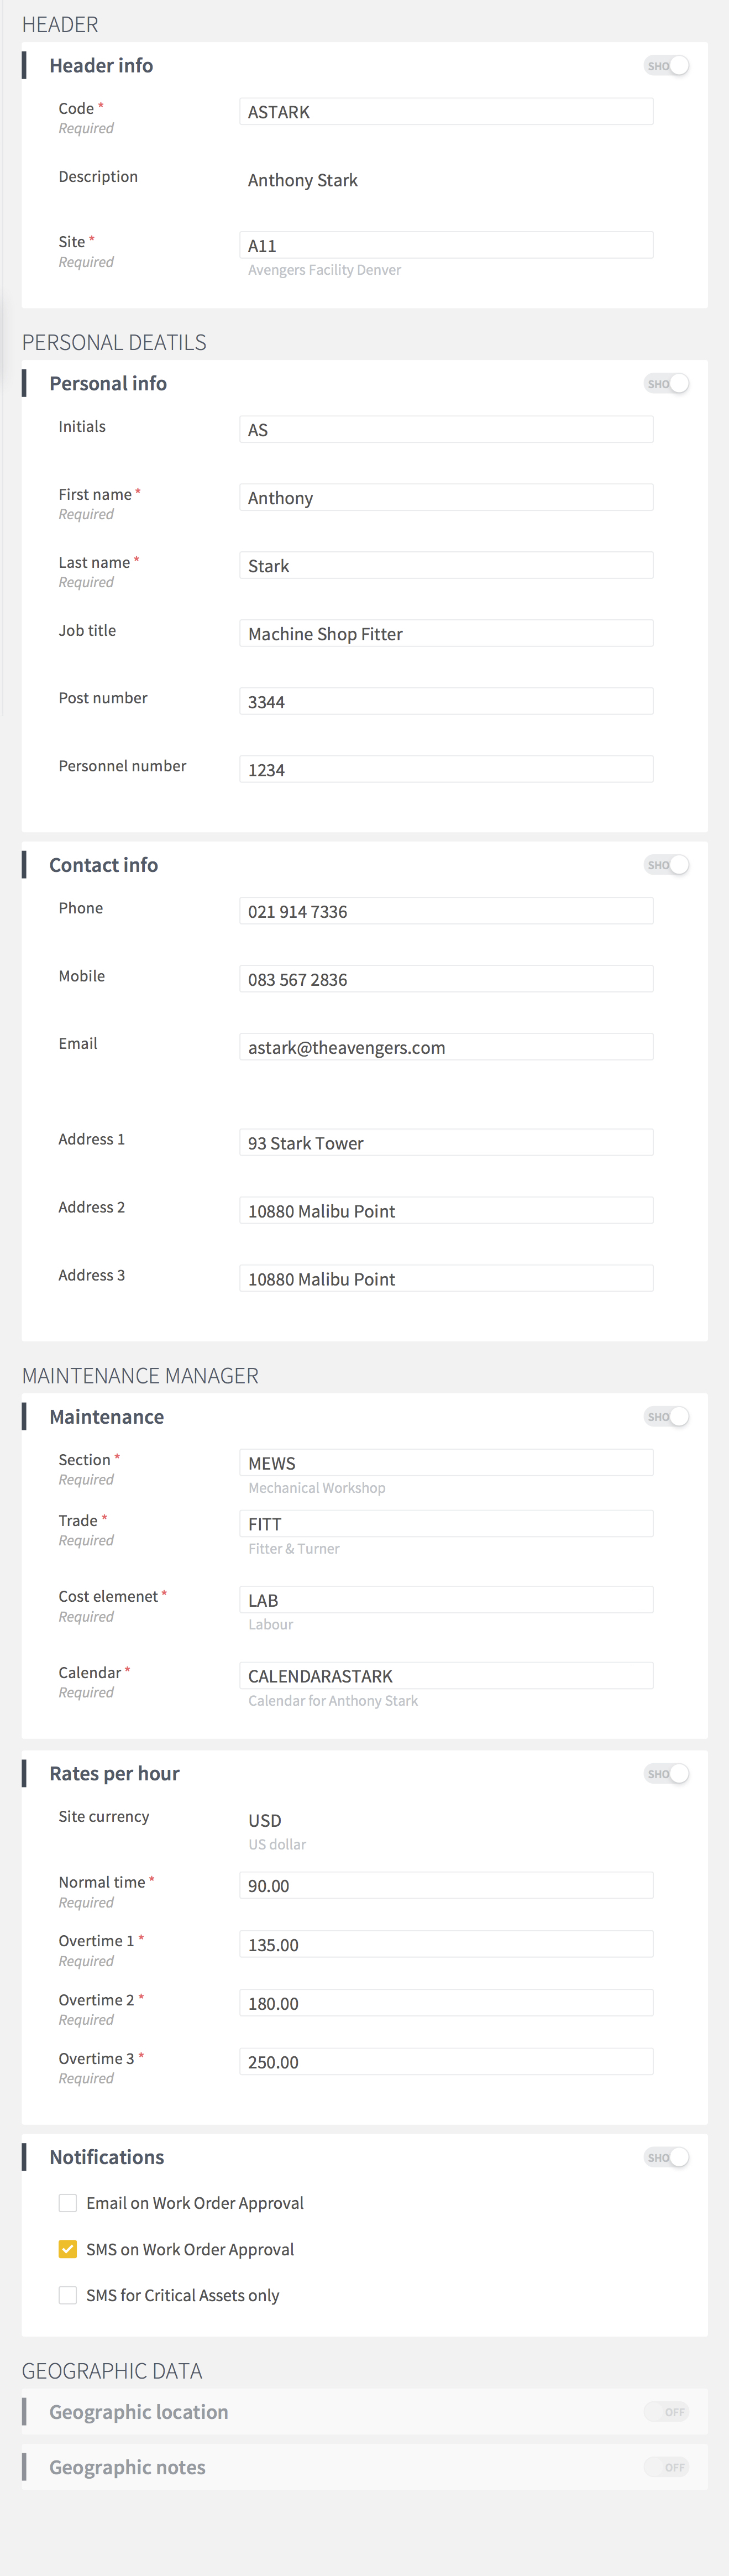 HEADER
Header info SHO
Code *
Required
ASTARK
Description
Anthony Stark
Site *
Required
A11
Avengers Facility Denver
PERSONAL DEATILS
Personal info SHO
Initials
AS
First name *
Required
Anthony
Last name *
Required
Stark
Job title
Machine Shop Fitter
Post number
3344
Personnel number
1234
Contact info SHO
Phone
021 914 7336
Mobile
083 567 2836
Email
astark@theavengers.com
Address 1
93 Stark Tower
Address 2
10880 Malibu Point
Address 3
10880 Malibu Point
MAINTENANCE MANAGER
Maintenance SHO
Section *
Required
MEWS
Mechanical Workshop
Trade *
Required
FITT
Fitter & Turner
Cost elemenet *
Required
LAB
Labour
Calendar *
Required
CALENDARASTARK
Calendar for Anthony Stark
Rates per hour SHO
Site currency
USD
US dollar
Normal time *
Required
90.00
Overtime 1 *
Required
135.00
Overtime 2 *
Required
180.00
Overtime 3 *
Required
250.00
Notifications SHO
Email on Work Order Approval
SMS on Work Order Approval
SMS for Critical Assets only
GEOGRAPHIC DATA
Geographic location OFF
Geographic notes OFF